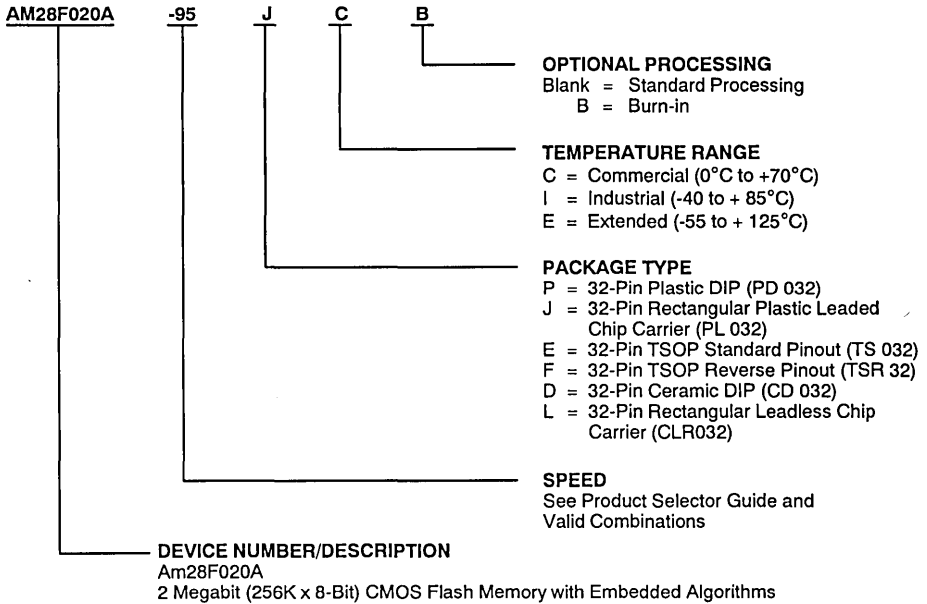 AM28F020A -95 J C B
OPTIONAL PROCESSING
Blank = Standard Processing
B = Burn-in
TEMPERATURE RANGE
C = Commercial (0°C to +70°C)
I = Industrial (-40 to + 85°C)
E = Extended (-55 to + 125°C)
PACKAGE TYPE
P = 32-Pin Plastic DIP (PD 032)
J = 32-Pin Rectangular Plastic Leaded
Chip Carrier (PL 032)
E = 32-Pin TSOP Standard Pinout (TS 032)
F = 32-Pin TSOP Reverse Pinout (TSR 32)
D = 32-Pin Ceramic DIP (CD 032)
L = 32-Pin Rectangular Leadless Chip
Carrier (CLR032)
SPEED
See Product Selector Guide and
Valid Combinations
DEVICE NUMBER/DESCRIPTION
Am28F020A
2 Megabit (256K x 8-Bit) CMOS Flash Memory with Embedded Algorithms